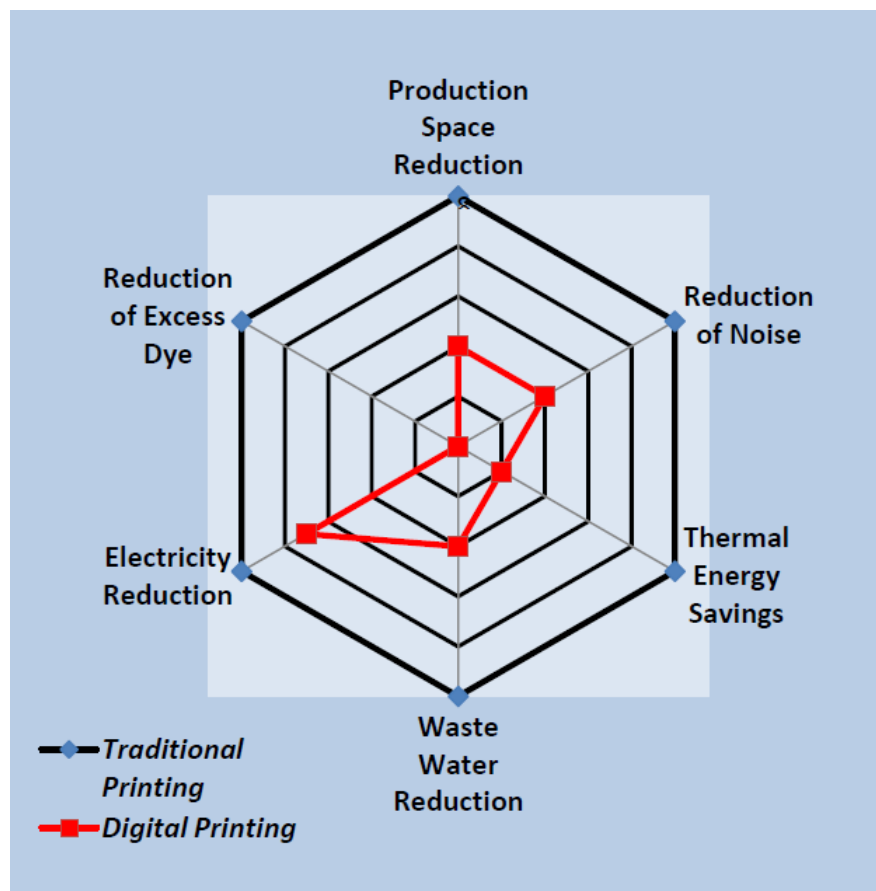 Production
Space
Reduction
Reduction
of Excess
Dye
Reduction
of Noise
Electricity
Reduction
Thermal
Energy
Savings
Waste
Water
Reduction
Traditional
Printing
Digital Printing